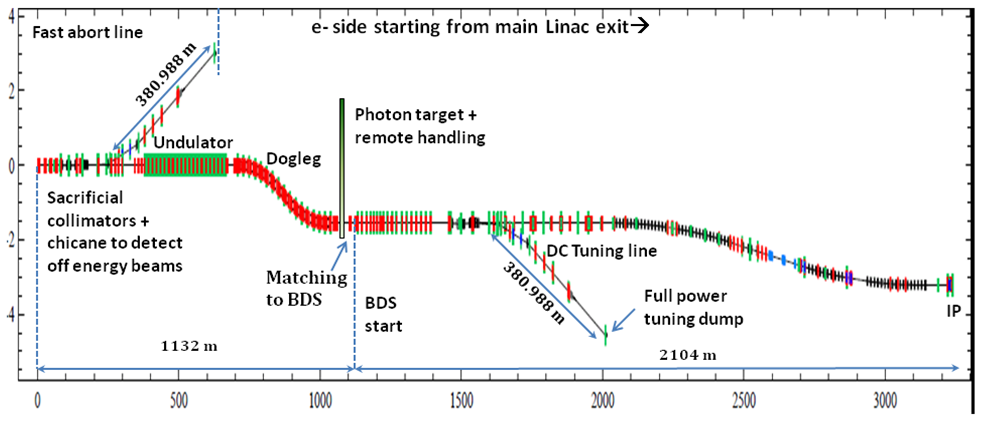 e- side starting from main Linac exit→
Fast abort line
380.988 m
Undulator
Dogleg
Photon target +
remote handling
Sacrificial
collimators +
chicane to detect
off energy beams
Matching
to BDS
BDS
start
DC Tuning line
380.988 m
Full power
tuning dump
IP
1132 m
2104 m
4
2
0
-2
-4
0
500
1000
1500
2000
2500
3000